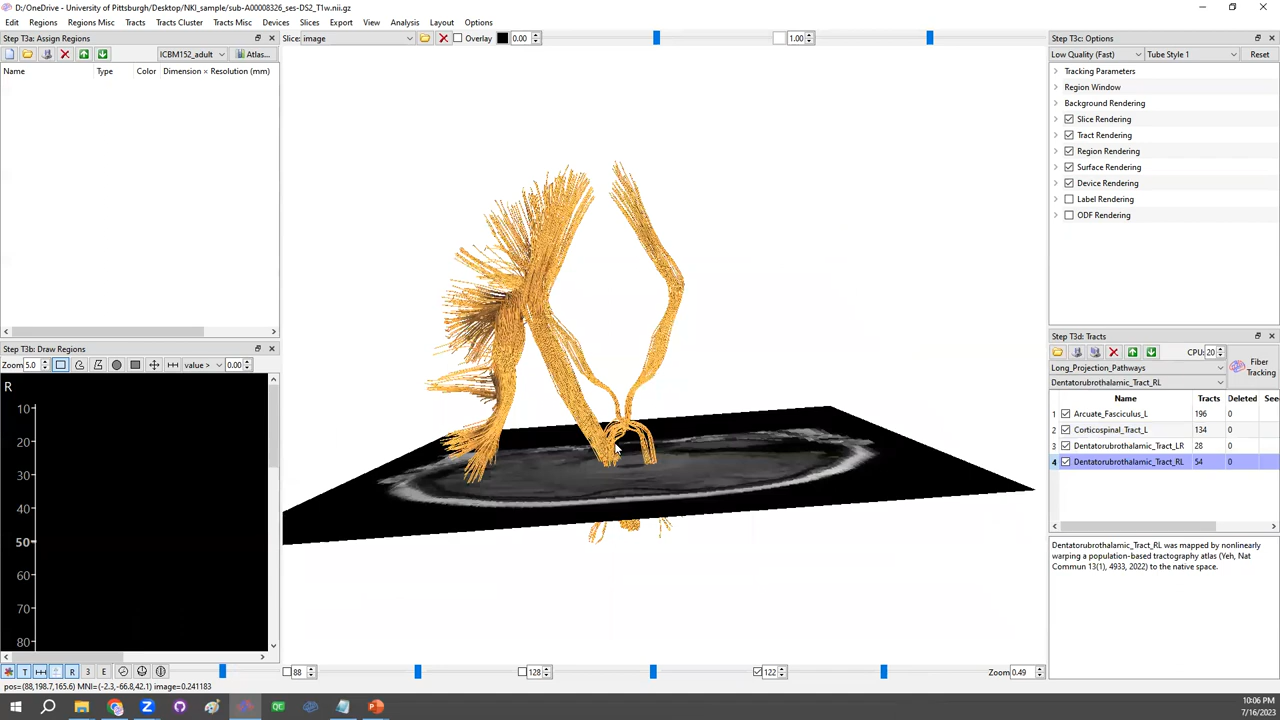 D:/OneDrive - University of Pittsburgh/Desktop/NKI_sample/sub-A00008326_ses-DS2_T1w.nii.gz
File Regions Regions Misc Tracts Tracts Cluster Tracts Misc Devices Slices Export View Analysis Layout Options
Step T3a: Assign Regions
ICBM152_adult Atlas...
Name Type Color Dimension × Resolution (mm)
Step T3b: Draw Regions
Zoom 5.0 value > 0.00
R
10
20
30
40
50
60
70
80
T R 3 E
pos=(88,198.7,165.6) MNI=(-2.3,-66.8,42.1) image=0.241183
Slice: image Overlay 0.00 1.00
88 128 122 Zoom 0.49
Step T3c: Options
Low Quality (Fast) Tube Style 1 Reset
Tracking Parameters
Region Window
Background Rendering
Slice Rendering
Tract Rendering
Region Rendering
Surface Rendering
Device Rendering
Label Rendering
ODF Rendering
Step T3d: Tracts
CPU: 20
Fiber
Tracking
Long_Projection_Pathways
Dentatorubrothalamic_Tract_RL
Name Tracts Deleted See
1 Arcuate_Fasciculus_L 196 0
2 Corticospinal_Tract_L 134 0
3 Dentatorubrothalamic_Tract_LR 28 0
4 Dentatorubrothalamic_Tract_RL 54 0
Dentatorubrothalamic_Tract_RL was mapped by nonlinearly
warping a population-based tractography atlas (Yeh, Nat
Commun 13(1), 4933, 2022) to the native space.
QC
10:06 PM
7/16/2023